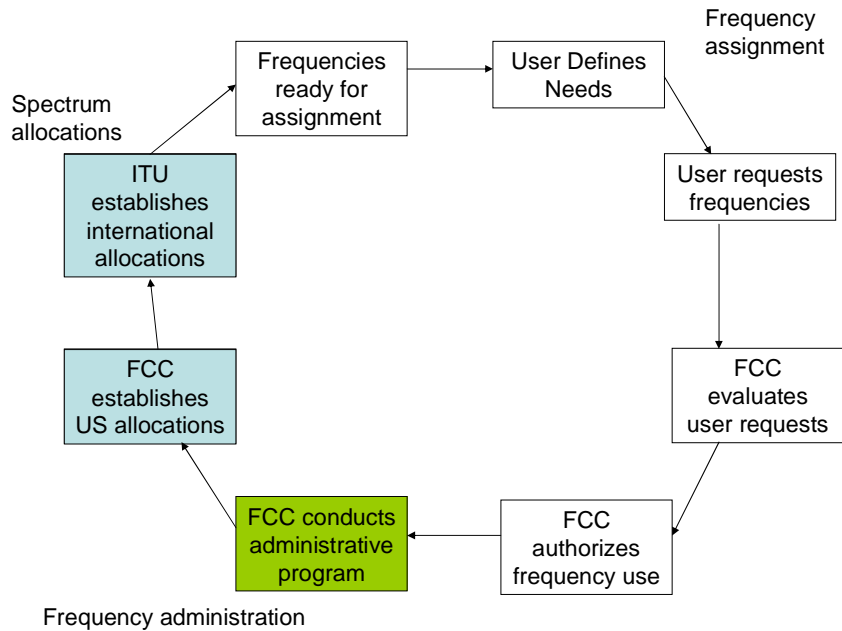 Frequency
assignment
Frequencies
ready for
assignment
User Defines
Needs
Spectrum
allocations
ITU
establishes
international
allocations
User requests
frequencies
FCC
establishes
US allocations
FCC
evaluates
user requests
FCC conducts
administrative
program
FCC
authorizes
frequency use
Frequency administration